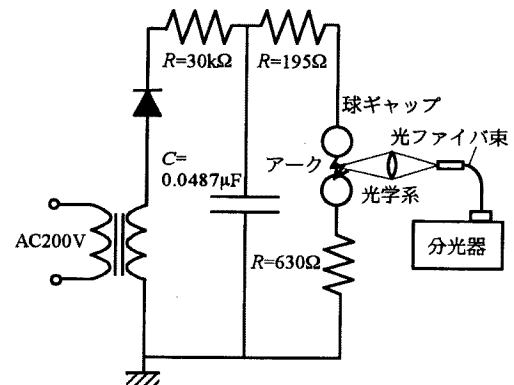 R=30kΩ
R=195Ω
球ギャップ
光ファイバ束
アーク
C=
0.0487μF
光学系
AC200V
分光器
R=630Ω